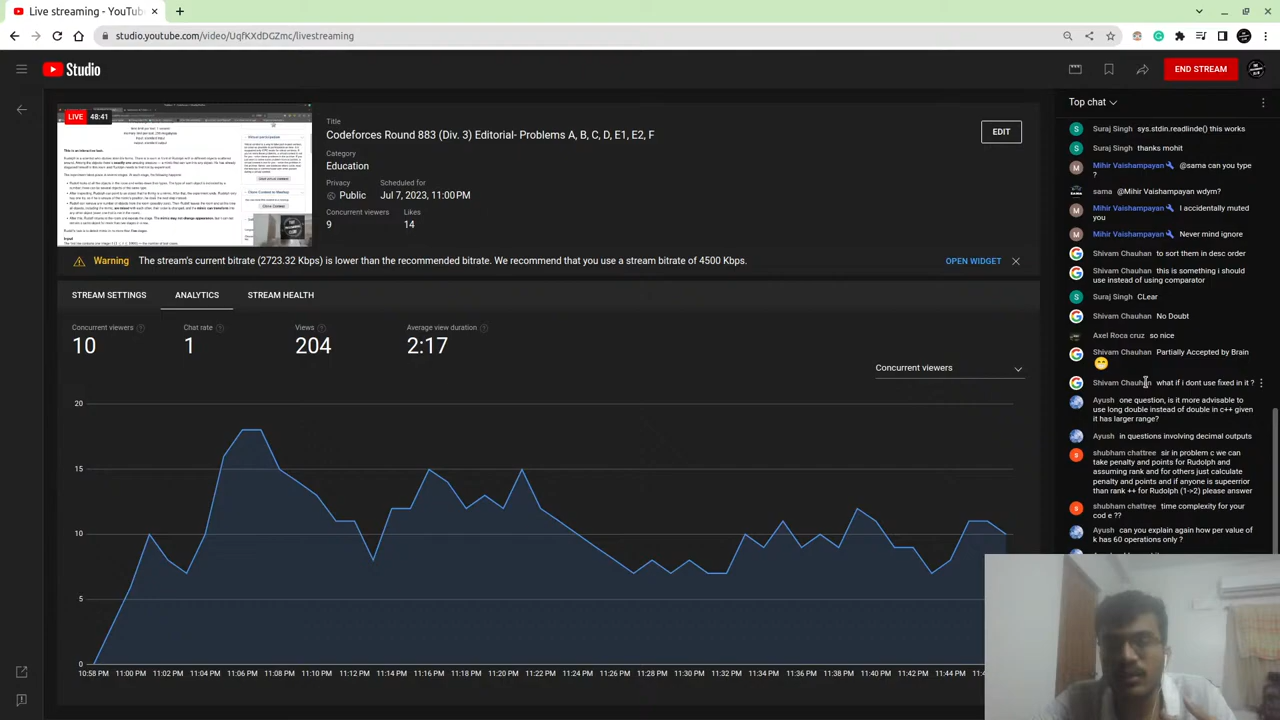 Live streaming - YouTub
studio.youtube.com/video/UqfKXdDGZmc/livestreaming
Studio
END STREAM
LIVE 48:41
Title
Codeforces Round 883 (Div. 3) Editorial: Problems A, B, C, D, E1, E2, F
EDIT
Category
Education
Privacy
Public
Scheduled for
Jul 7, 2023, 11:00 PM
Concurrent viewers
9
Likes
14
Warning
The stream's current bitrate (2723.32 Kbps) is lower than the recommended bitrate. We recommend that you use a stream bitrate of 4500 Kbps.
OPEN WIDGET
STREAM SETTINGS
ANALYTICS
STREAM HEALTH
Concurrent viewers
10
Chat rate
1
Views
204
Average view duration
2:17
Concurrent viewers
20
15
10
5
0
10:58 PM 11:00 PM 11:02 PM 11:04 PM 11:06 PM 11:08 PM 11:10 PM 11:12 PM 11:14 PM 11:16 PM 11:18 PM 11:20 PM 11:22 PM 11:24 PM 11:26 PM 11:28 PM 11:30 PM 11:32 PM 11:34 PM 11:36 PM 11:38 PM 11:40 PM 11:42 PM 11:44 PM
Top chat
Suraj Singh sys.stdin.readlinde() this works
Suraj Singh thanks mohit
Mihir Vaishampayan @sama can you type
?
sama @Mihir Vaishampayan wdym?
Mihir Vaishampayan I accidentally muted
you
Mihir Vaishampayan Never mind ignore
Shivam Chauhan to sort them in desc order
Shivam Chauhan this is something i should
use instead of using comparator
Suraj Singh CLear
Shivam Chauhan No Doubt
Axel Roca cruz so nice
Shivam Chauhan Partially Accepted by Brain
Shivam Chauhan what if i dont use fixed in it ?
Ayush one question, is it more advisable to
use long double instead of double in c++ given
it has larger range?
Ayush in questions involving decimal outputs
shubham chattree sir in problem c we can
take penalty and points for Rudolph and
assuming rank and for others just calculate
penalty and points and if anyone is supeerrior
than rank ++ for Rudolph (1->2) please answer
shubham chattree time complexity for your
cod e ??
Ayush can you explain again how per value of
k has 60 operations only ?